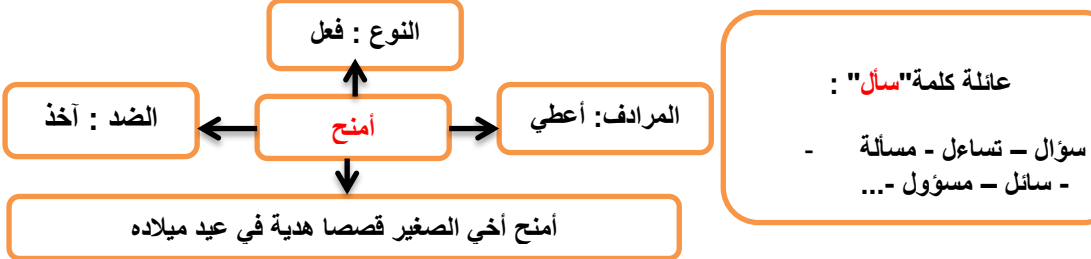 عائلة كلمة"سأل" :
سؤال – تساءل - مسألة -
- سائل – مسؤول -...
النوع : فعل
المرادف: أعطي
أمنح
الضد : آخذ
أمنح أخي الصغير قصصا هدية في عيد ميلاده